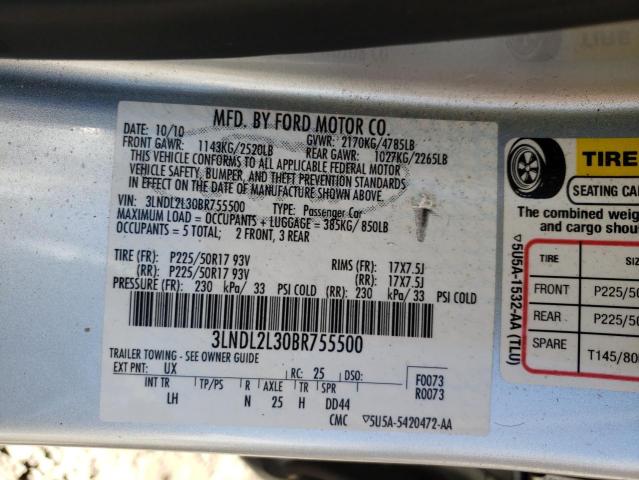 MFD. BY FORD MOTOR CO.
DATE: 10/10 GVWR: 2170KG/4785LB
FRONT GAWR: 1143KG/2520LB REAR GAWR: 1027KG/2265LB
THIS VEHICLE CONFORMS TO ALL APPLICABLE FEDERAL MOTOR
VEHICLE SAFETY, BUMPER, AND THEFT PREVENTION STANDARDS
IN EFFECT ON THE DATE OF MANUFACTURE SHOWN ABOVE.
VIN: 3LNDL2L30BR755500 TYPE: Passenger Car
MAXIMUM LOAD = OCCUPANTS + LUGGAGE = 385KG/ 850LB
OCCUPANTS = 5 TOTAL; 2 FRONT, 3 REAR
TIRE (FR): P225/50R17 93V RIMS (FR): 17X7.5J
(RR): P225/50R17 93V (RR): 17X7.5J
PRESSURE (FR): 230 kPa/ 33 PSI COLD (RR) 230 kPa/33 PSI COLD
3LNDL2L30BR755500
TRAILER TOWING - SEE OWNER GUIDE
EXT PNT: UX RC: 25 DSO: F0073
R0073
INT TR TP/PS R AXLE TR SPR
LH N 25 H DD44
CMC ▽5U5A-5420472-AA
TIRE
SEATING CA
The combined weig
and cargo shou
▽5U5A-1532-AA (TLU)
TIRE SI
FRONT P225/50
REAR P225/5
SPARE T145/80